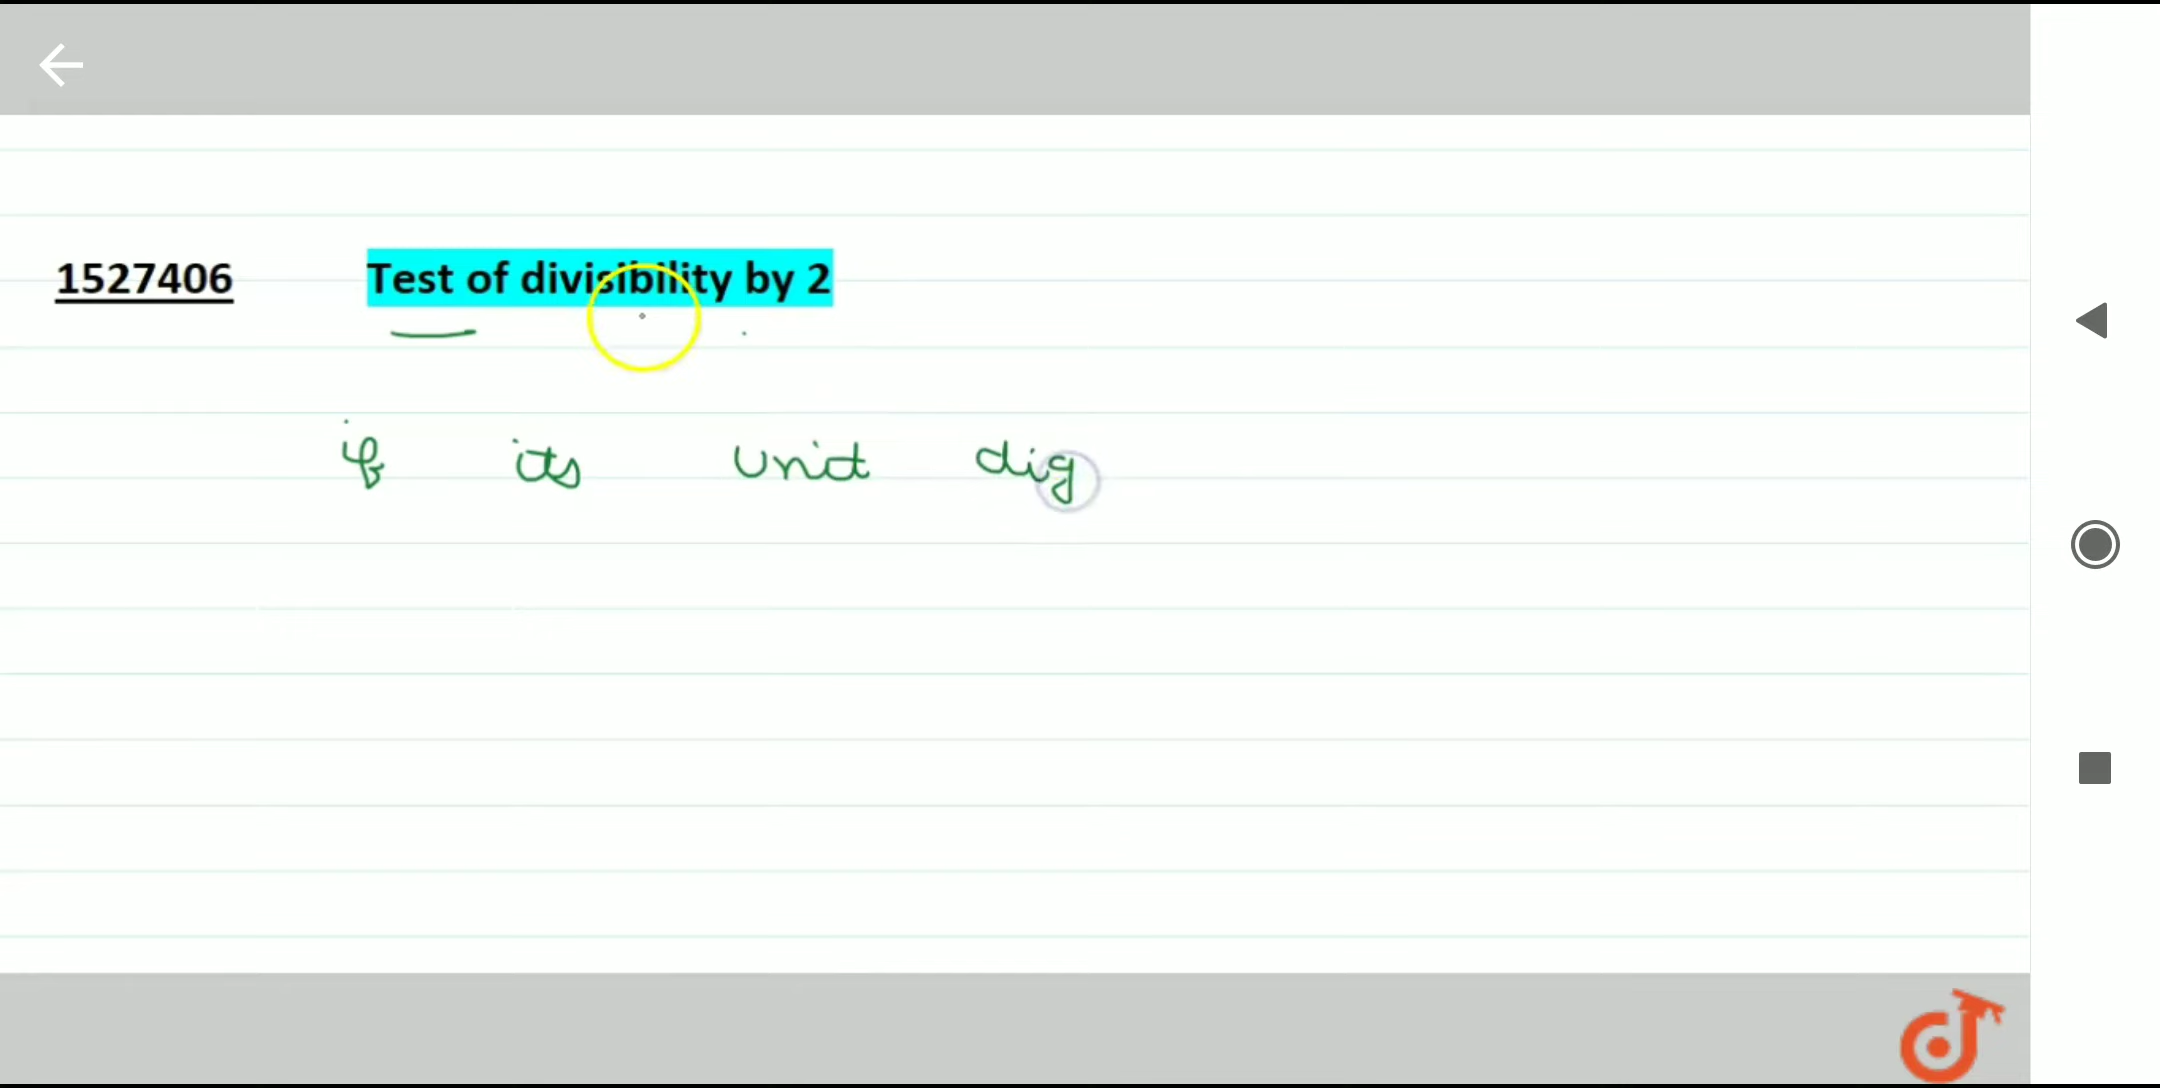 1527406 Test of divisibility by 2
if its unit dig